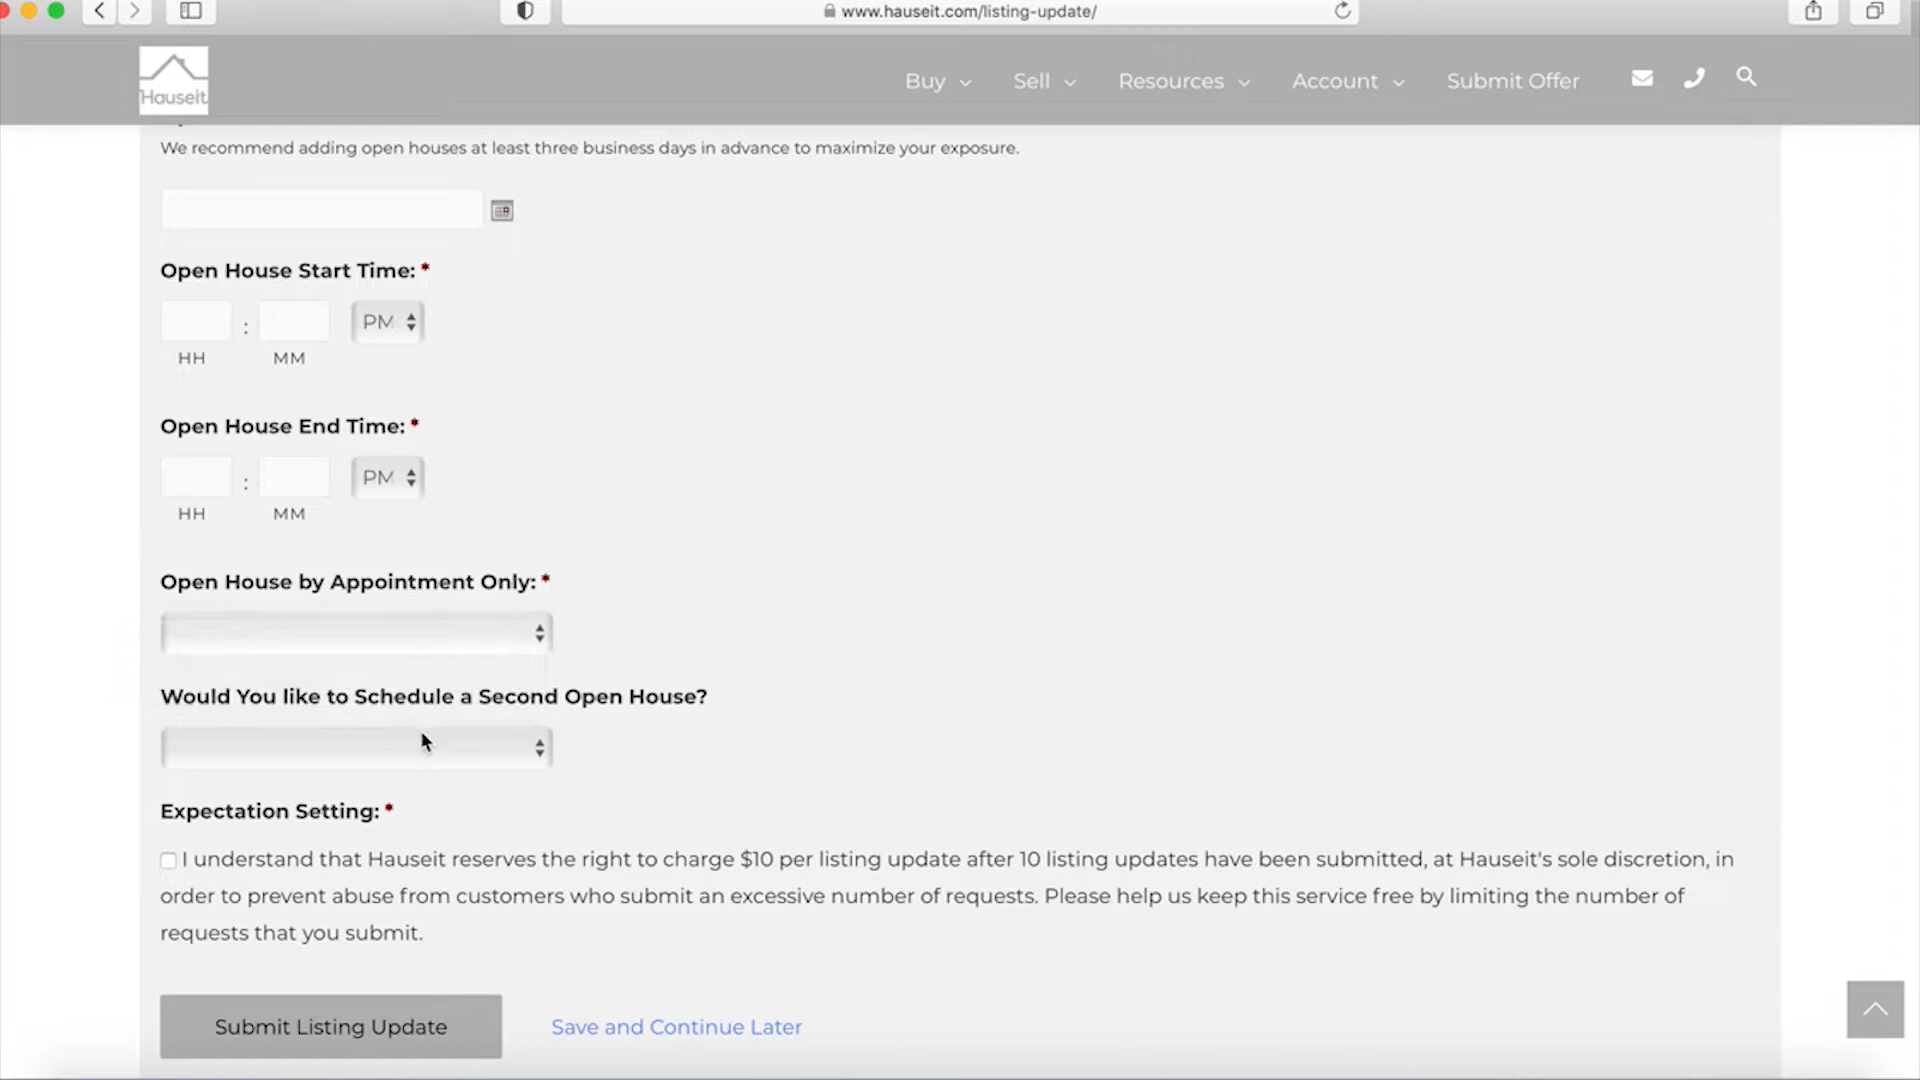 www.hauseit.com/listing-update/
Hauseit
Buy
Sell
Resources
Account
Submit Offer
We recommend adding open houses at least three business days in advance to maximize your exposure.
Open House Start Time: *
: PM
HH MM
Open House End Time: *
: PM
HH MM
Open House by Appointment Only: *
Would You like to Schedule a Second Open House?
Expectation Setting: *
I understand that Hauseit reserves the right to charge $10 per listing update after 10 listing updates have been submitted, at Hauseit's sole discretion, in
order to prevent abuse from customers who submit an excessive number of requests. Please help us keep this service free by limiting the number of
requests that you submit.
Submit Listing Update
Save and Continue Later